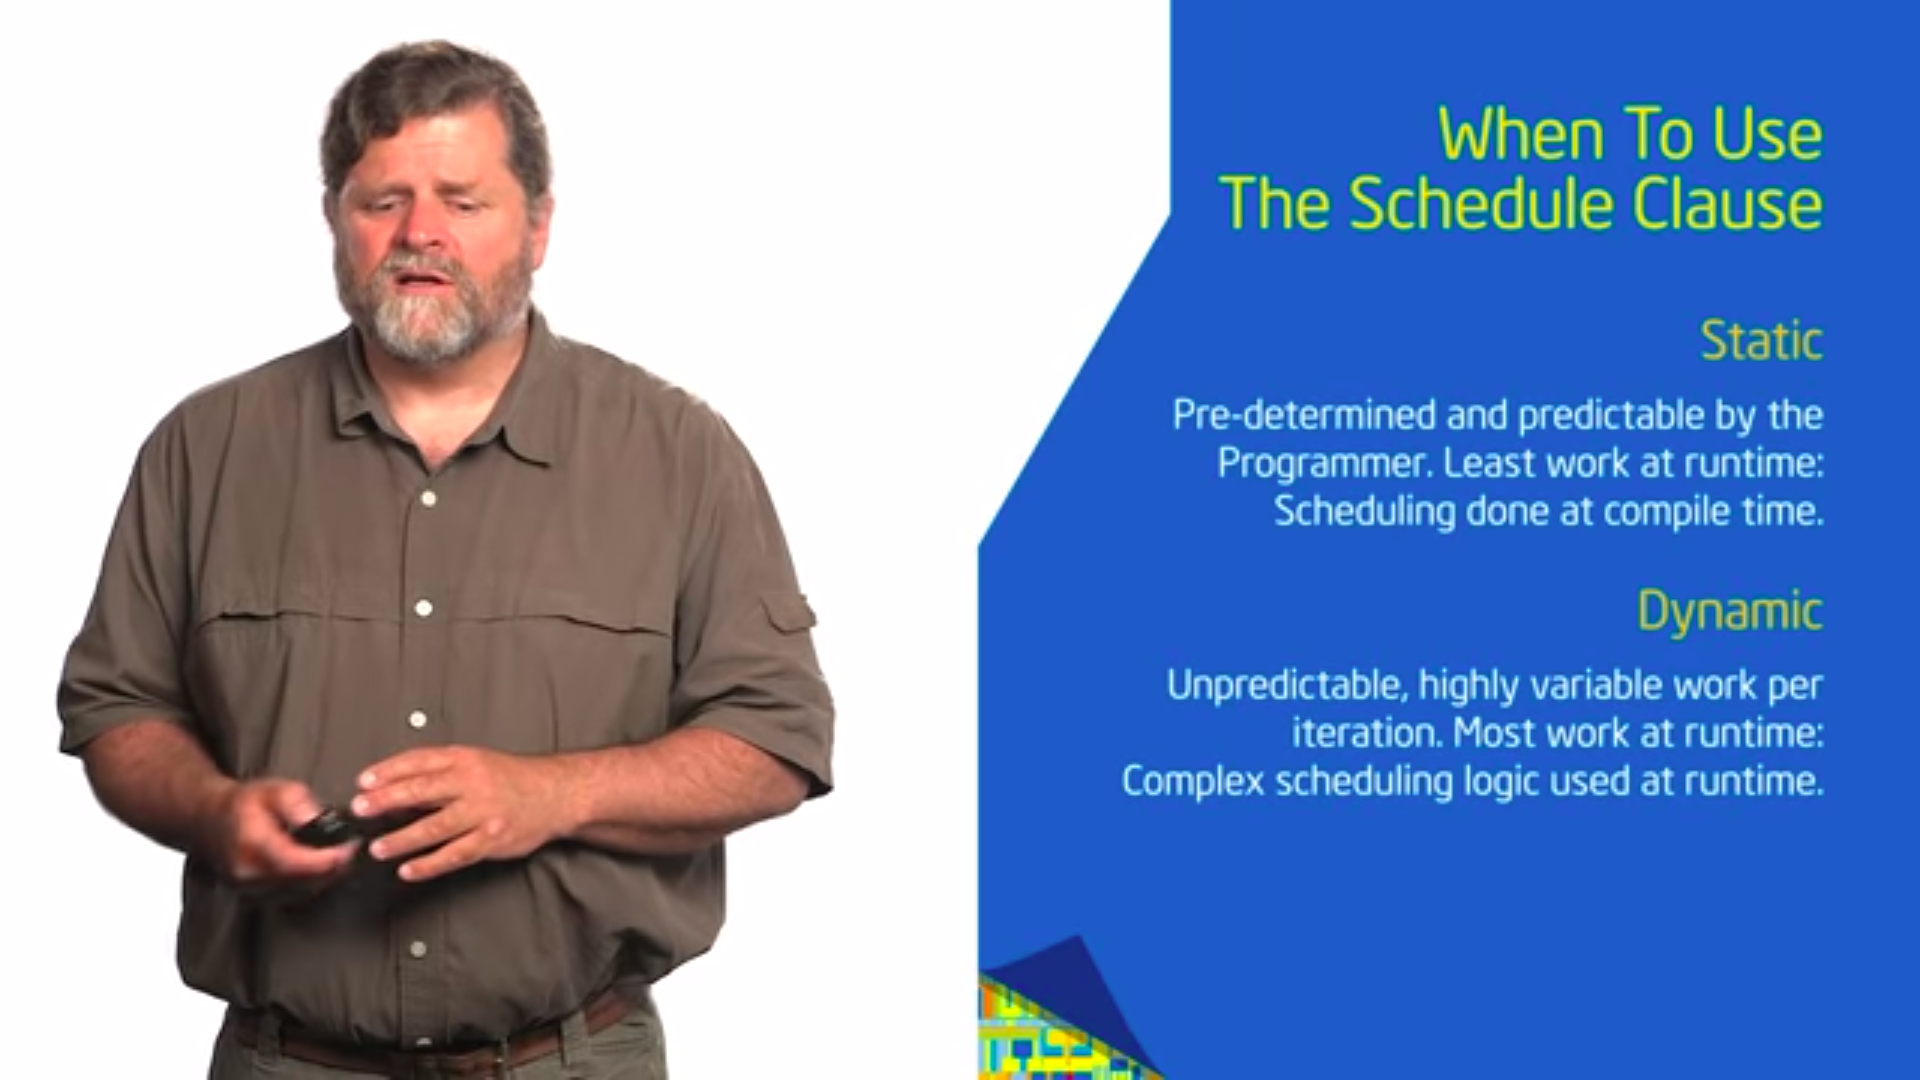 When To Use
The Schedule Clause
Static
Pre-determined and predictable by the
Programmer. Least work at runtime:
Scheduling done at compile time.
Dynamic
Unpredictable, highly variable work per
iteration. Most work at runtime:
Complex scheduling logic used at runtime.